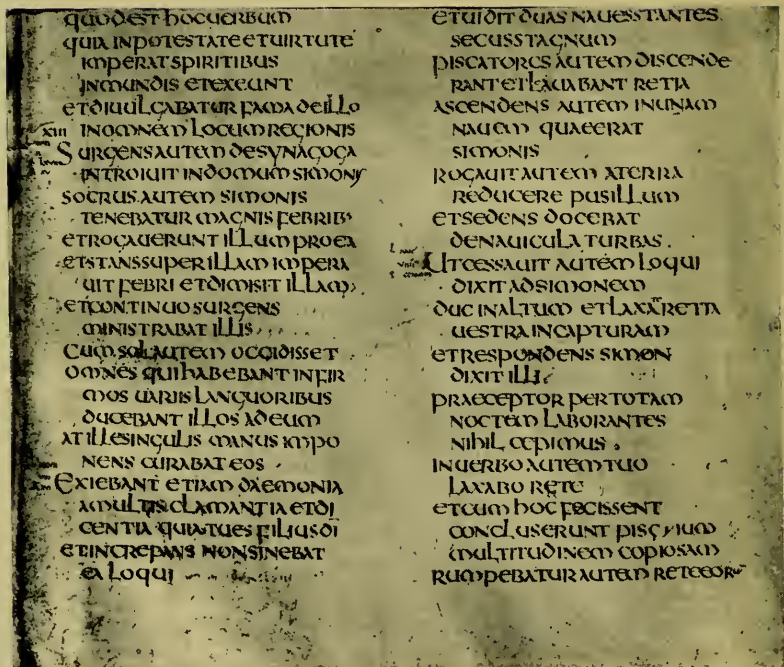 QUODEST HOCUERBUM
QUIA INPOTESTATE ETUIRTUTE
IMPERAT SPIRITIBUS
INMUNDIS ETEXEUNT
ETDIUULGABATUR FAMA DEILLO
XIII INOMNEM LOCUM REGIONIS
SURGENS AUTEM DESYNAGOGA
INTROIUIT INDOMUM SIMONIS
SOCRUS AUTEM SIMONIS
TENEBATUR MAGNIS FEBRIB
ETROGAUERUNT ILLUM PROEA
ETSTANSSUPER ILLAM IMPERA
UIT FEBRI ETDIMISIT ILLAM
ETCONTINUO SURGENS
MINISTRABAT ILLIS
CUM SOL AUTEM OCCIDISSET
OMNES QUIHABEBANT INFIR
MOS UARIIS LANGUORIBUS
DUCEBANT ILLOS ADEUM
AT ILLESINGULIS MANUS IMPO
NENS CURABAT EOS
EXIEBANT ETIAM DAEMONIA
AMULTIS CLAMANTIA ETDI
CENTIA QUIATUES FILIUSDI
ETINCREPANS NONSINEBAT
EA LOQUI
ETUIDIT DUAS NAUESSTANTES
SECUSSTAGNUM
PISCATORES AUTEM DISCENDE
RANT ETLAUABANT RETIA
ASCENDENS AUTEM INUNAM
NAUEM QUAEERAT
SIMONIS
ROGAUIT AUTEM ATERRA
REDUCERE PUSILLUM
ETSEDENS DOCEBAT
DENAUICULA TURBAS
UTCESSAUIT AUTEM LOQUI
DIXIT ADSIMONEM
DUC INALTUM ETLAXA RETIA
UESTRA INCAPTURAM
ETRESPONDENS SIMON
DIXIT ILLI
PRAECEPTOR PERTOTAM
NOCTEM LABORANTES
NIHIL CEPIMUS
INUERBO AUTEMTUO
LAXABO RETE
ETCUM HOC FECISSENT
CONCLUSERUNT PISCIUM
MULTITUDINEM COPIOSAM
RUMPEBATUR AUTEM RETEEOR